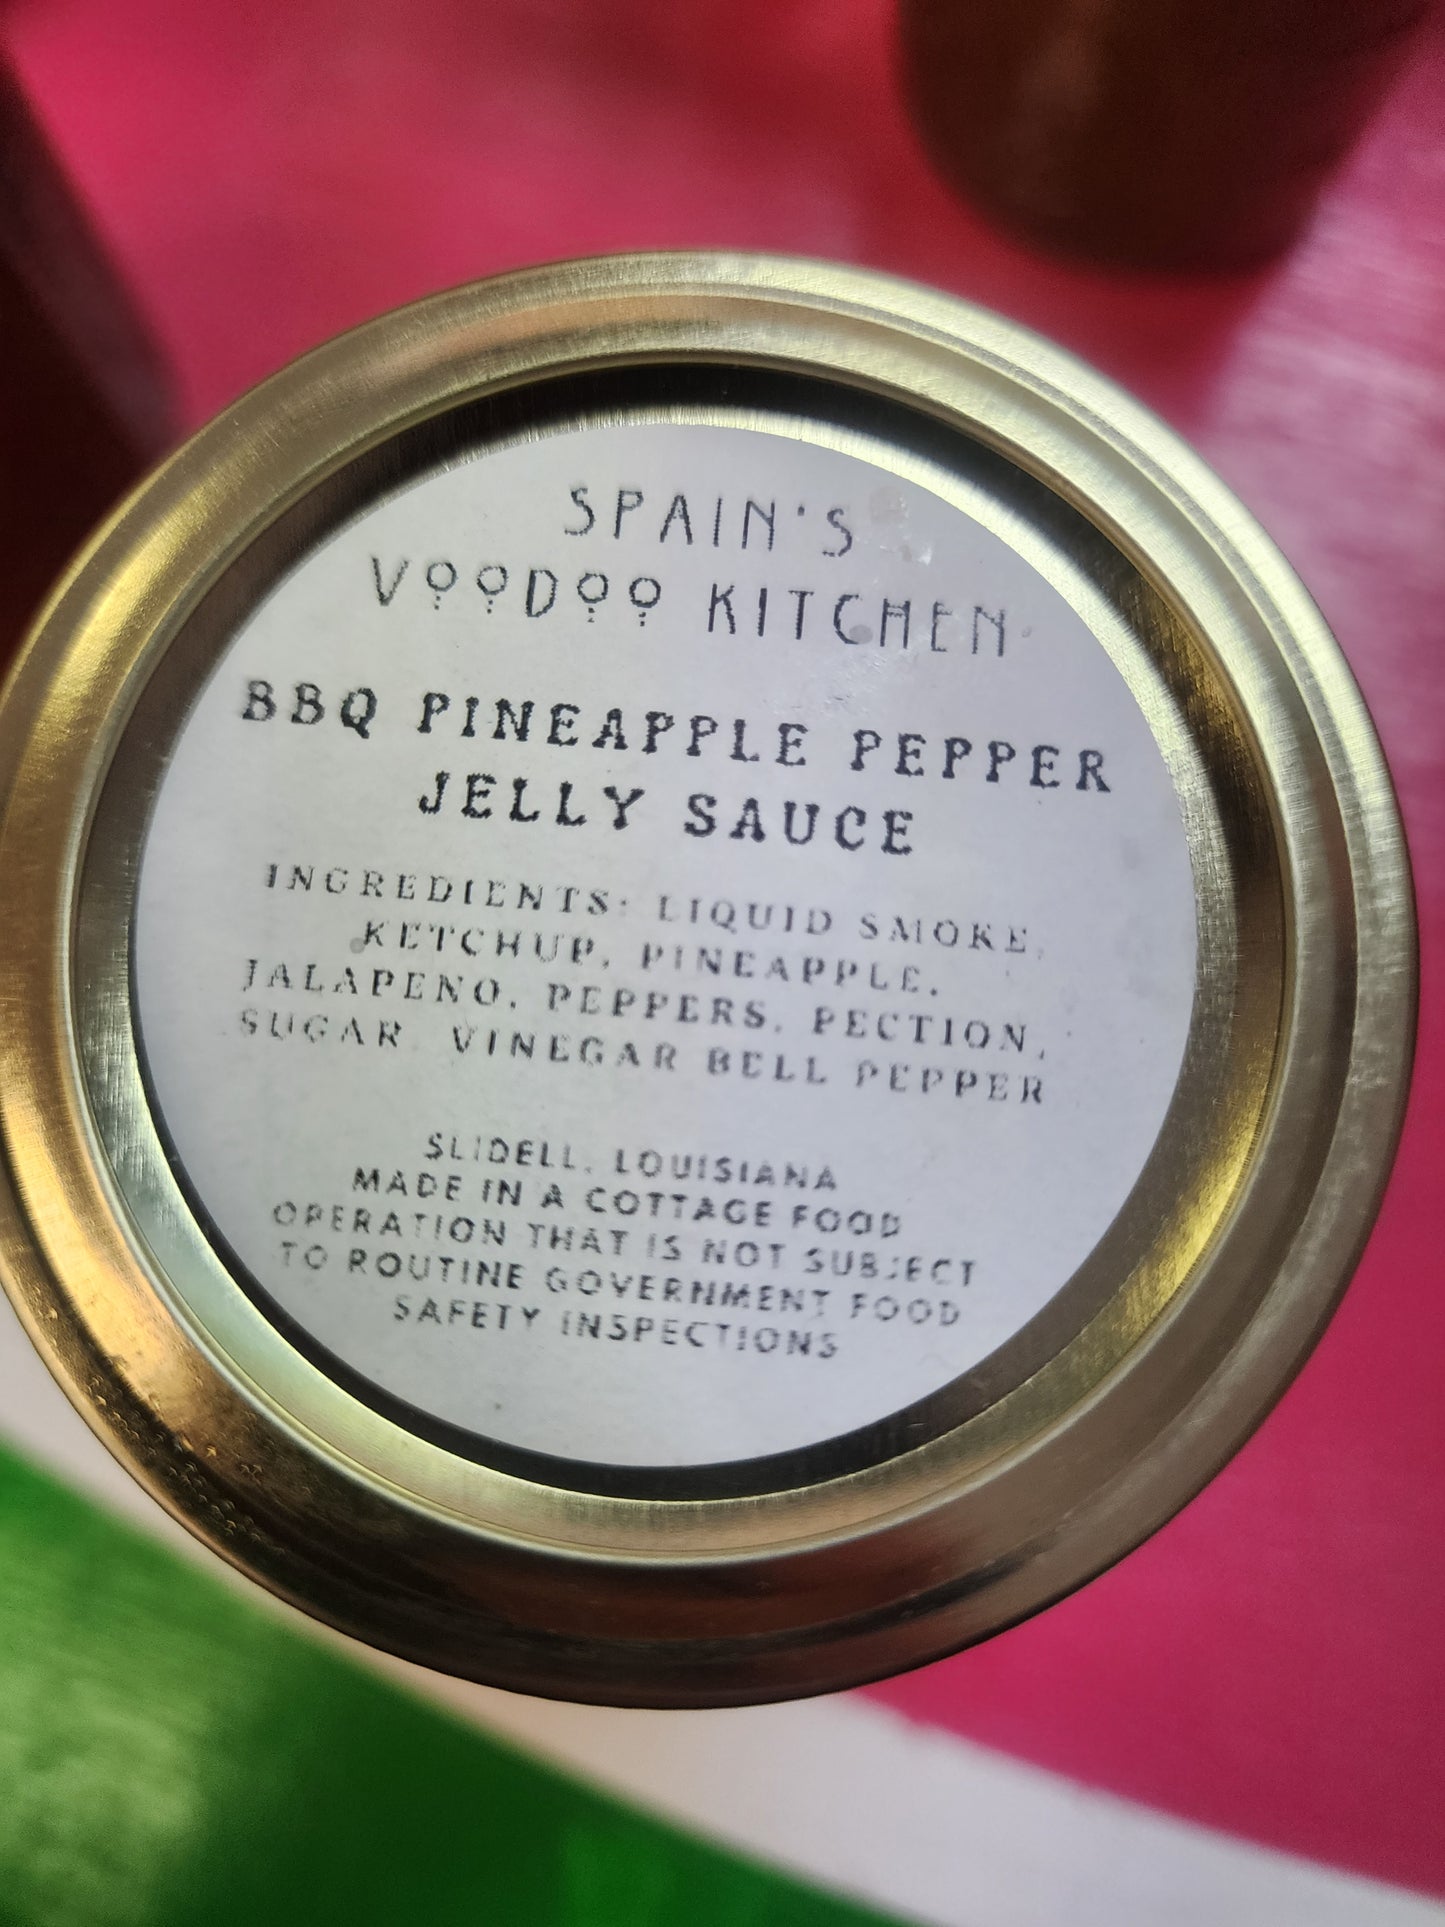 SPAIN'S
VOODOO KITCHEN
BBQ PINEAPPLE PEPPER
JELLY SAUCE
INGREDIENTS: LIQUID SMOKE,
KETCHUP, PINEAPPLE,
JALAPENO, PEPPERS, PECTION,
SUGAR VINEGAR BELL PEPPER
SLIDELL, LOUISIANA
MADE IN A COTTAGE FOOD
OPERATION THAT IS NOT SUBJECT
TO ROUTINE GOVERNMENT FOOD
SAFETY INSPECTIONS